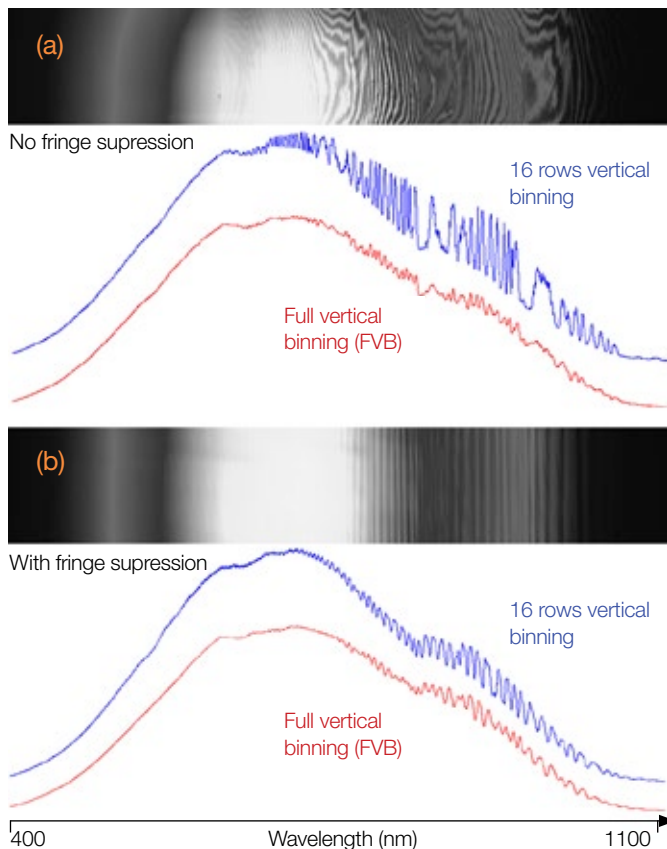 (a)
No fringe supression
16 rows vertical
binning
Full vertical
binning (FVB)
(b)
With fringe supression
16 rows vertical
binning
Full vertical
binning (FVB)
400 Wavelength (nm) 1100